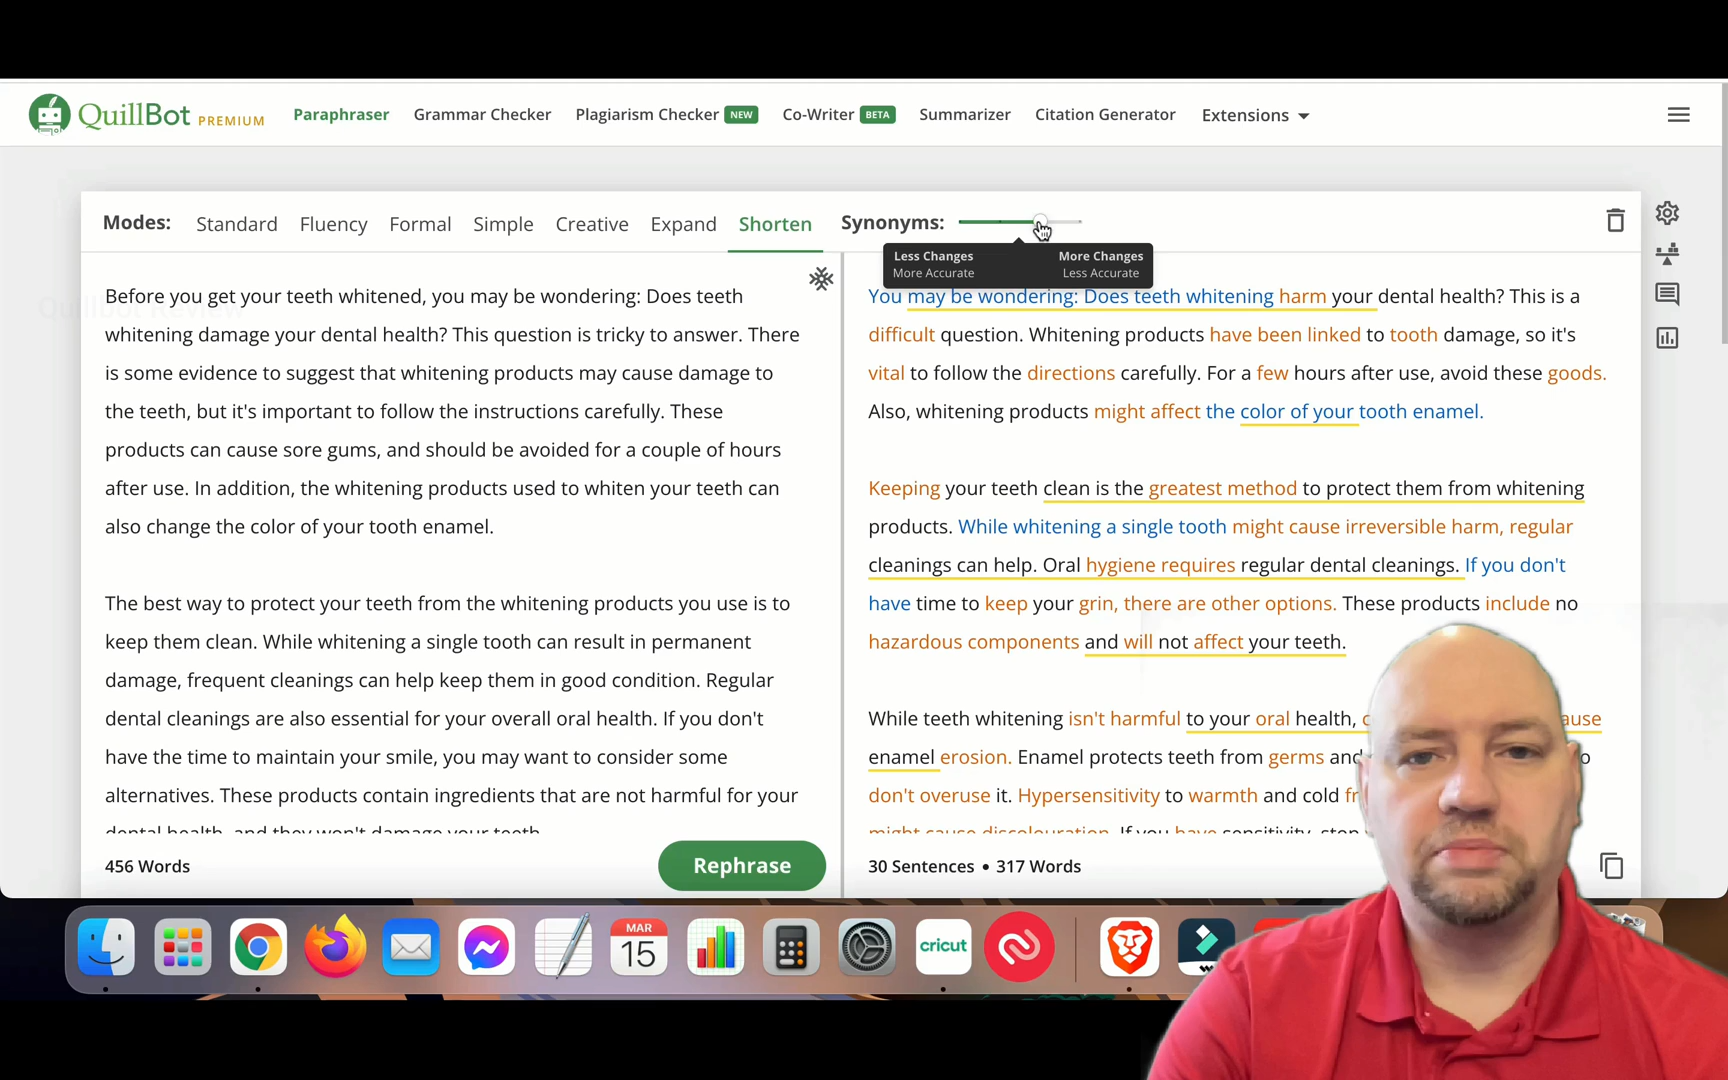 QuillBot PREMIUM Paraphraser Grammar Checker Plagiarism Checker NEW Co-Writer BETA Summarizer Citation Generator Extensions
Modes: Standard Fluency Formal Simple Creative Expand Shorten Synonyms:
Less Changes More Changes
More Accurate Less Accurate
Quillbot Review
Before you get your teeth whitened, you may be wondering: Does teeth
whitening damage your dental health? This question is tricky to answer. There
is some evidence to suggest that whitening products may cause damage to
the teeth, but it's important to follow the instructions carefully. These
products can cause sore gums, and should be avoided for a couple of hours
after use. In addition, the whitening products used to whiten your teeth can
also change the color of your tooth enamel.
The best way to protect your teeth from the whitening products you use is to
keep them clean. While whitening a single tooth can result in permanent
damage, frequent cleanings can help keep them in good condition. Regular
dental cleanings are also essential for your overall oral health. If you don't
have the time to maintain your smile, you may want to consider some
alternatives. These products contain ingredients that are not harmful for your
dental health, and they won't damage your teeth.
456 Words
Rephrase
You may be wondering: Does teeth whitening harm your dental health? This is a
difficult question. Whitening products have been linked to tooth damage, so it's
vital to follow the directions carefully. For a few hours after use, avoid these goods.
Also, whitening products might affect the color of your tooth enamel.
Keeping your teeth clean is the greatest method to protect them from whitening
products. While whitening a single tooth might cause irreversible harm, regular
cleanings can help. Oral hygiene requires regular dental cleanings. If you don't
have time to keep your grin, there are other options. These products include no
hazardous components and will not affect your teeth.
While teeth whitening isn't harmful to your oral health,
enamel erosion. Enamel protects teeth from germs
don't overuse it. Hypersensitivity to warmth and cold
might cause discolouration. If you have sensitivity, stop
30 Sentences • 317 Words
MAR
15
cricut